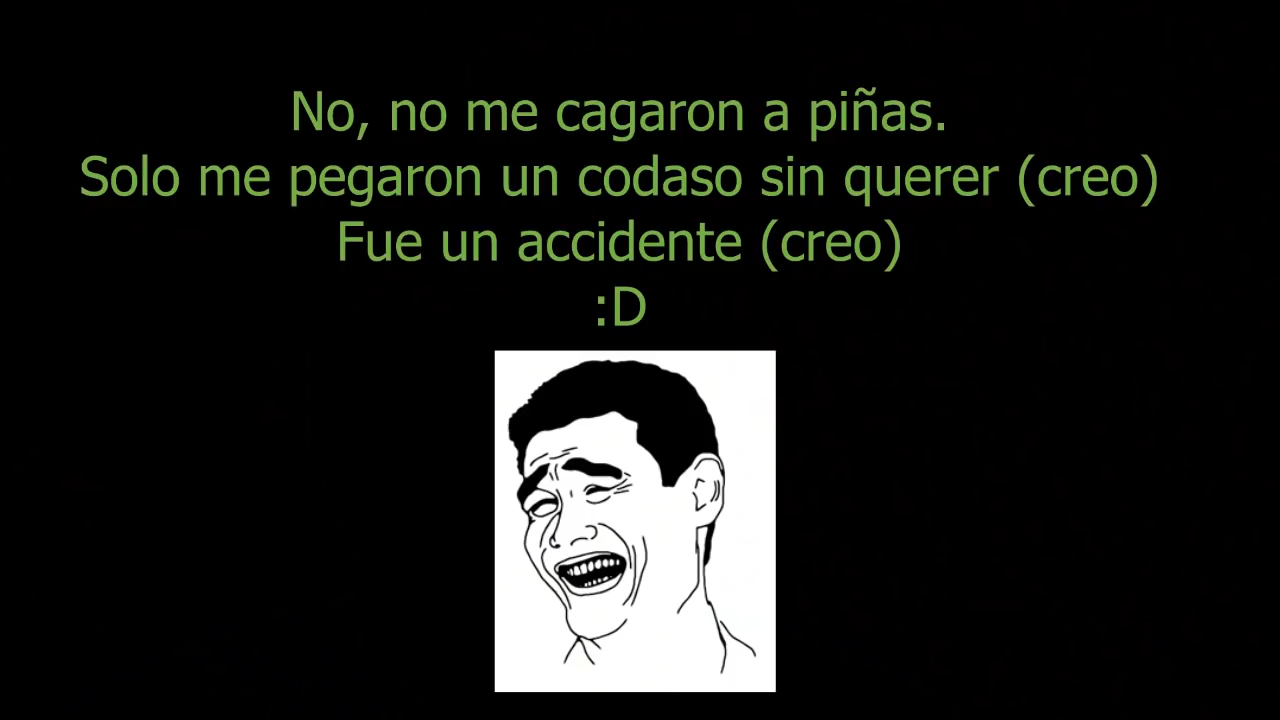 No, no me cagaron a piñas.
Solo me pegaron un codaso sin querer (creo)
Fue un accidente (creo)
:D